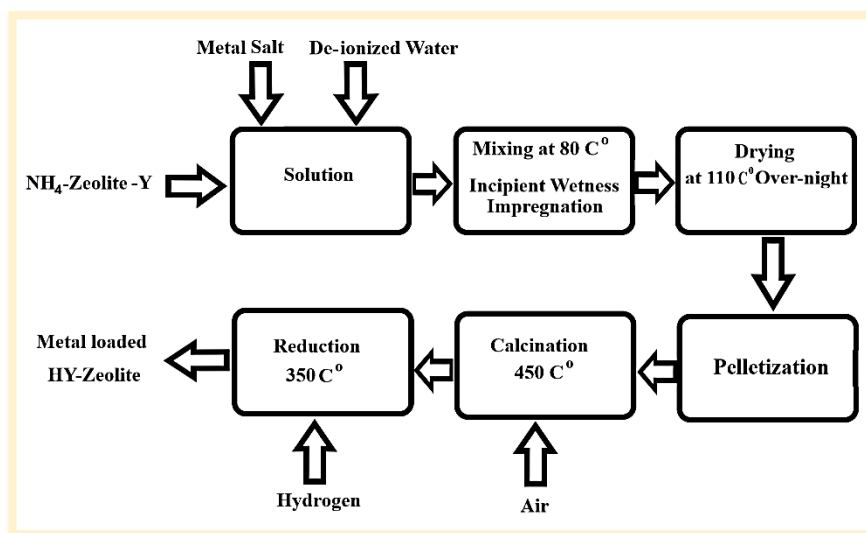 Metal Salt
De-ionized Water
NH₄-Zeolite -Y
Solution
Mixing at 80 C°
Incipient Wetness
Impregnation
Drying
at 110 C° Over-night
Metal loaded
HY-Zeolite
Reduction
350 C°
Calcination
450 C°
Pelletization
Hydrogen
Air